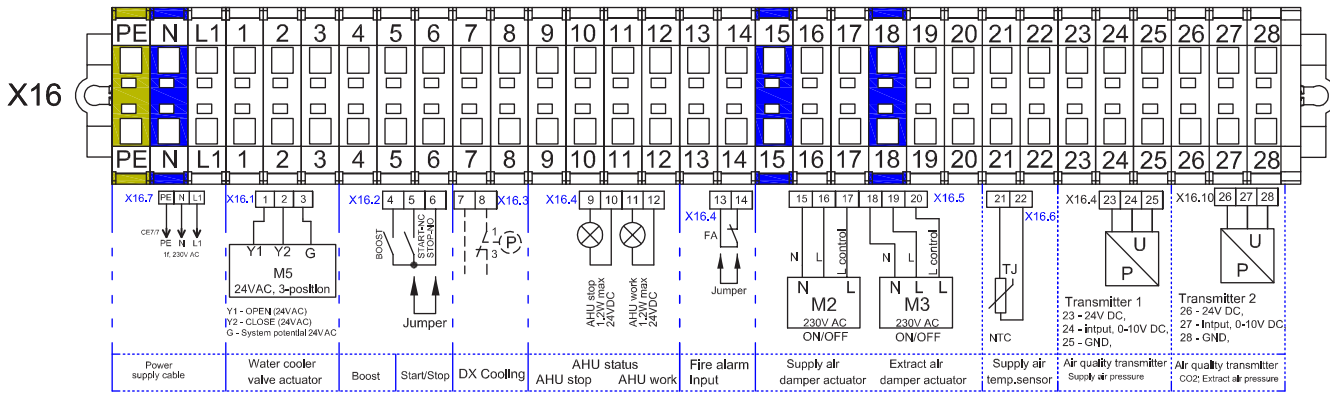 PE N L1 1 2 3 4 5 6 7 8 9 10 11 12 13 14 15 16 17 18 19 20 21 22 23 24 25 26 27 28
X16
PE N L1 1 2 3 4 5 6 7 8 9 10 11 12 13 14 15 16 17 18 19 20 21 22 23 24 25 26 27 28
X16.7 PE N L1
CE7/7
PE N L1
1f, 230V AC
X16.1 1 2 3
Y1 Y2 G
M5
24VAC, 3-position
Y1 - OPEN (24VAC)
Y2 - CLOSE (24VAC)
G - System potential 24VAC
X16.2 4 5 6
BOOST
START-NC
STOP-NO
Jumper
7 8 X16.3
1
3
P
X16.4 9 10 11 12
AHU stop
1,2W max
24VDC
AHU work
1,2W max
24VDC
13 14
X16.4
FA
Jumper
15 16 17 18 19 20 X16.5
N L L control L control
N L
M2
230V AC
ON/OFF
N L L
M3
230V AC
ON/OFF
21 22
X16.6
TJ
NTC
X16.4 23 24 25
U
P
Transmitter 1
23 - 24V DC,
24 - intput, 0-10V DC,
25 - GND,
X16.10 26 27 28
U
P
Transmitter 2
26 - 24V DC,
27 - Intput, 0-10V DC
28 - GND,
Power
supply cable
Water cooler
valve actuator
Boost
Start/Stop
DX Cooling
AHU status
AHU stop AHU work
Fire alarm
Input
Supply air
damper actuator
Extract air
damper actuator
Supply air
temp.sensor
Air quality transmitter
Supply air pressure
Air quality transmitter
CO2; Extract air pressure